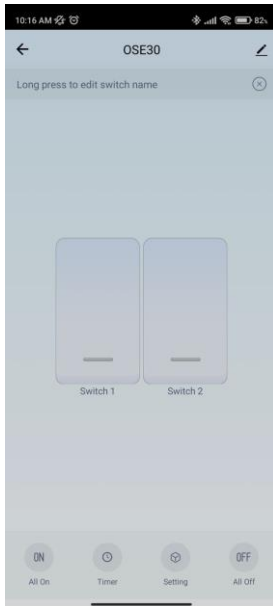 10:16 AM 82%
OSE30
Long press to edit switch name
Switch 1 Switch 2
ON OFF
All On Timer Setting All Off